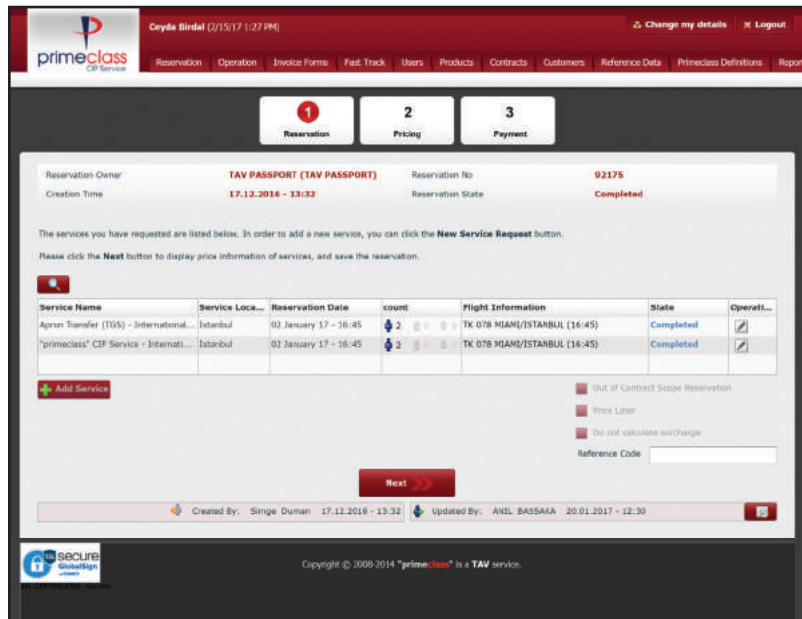 Ceyda Birdal (2/15/17 1:27 PM)
Change my details
Logout
primeclass
CIP Service
Reservation Operation Invoice Forms Fast Track Users Products Contracts Customers Reference Data Primeclass Definitions Repor
1 2 3
Reservation Pricing Payment
Reservation Owner TAV PASSPORT (TAV PASSPORT) Reservation No 92175
Creation Time 17.12.2016 - 13:32 Reservation State Completed
The services you have requested are listed below. In order to add a new service, you can click the New Service Request button.
Please click the Next button to display price information of services, and save the reservation.
Service Name Service Loca... Reservation Date count Flight Information State Operati...
Apron Transfer (TGS) - International... Istanbul 02 January 17 - 16:45 2 0 0 TK 078 MIAMI/ISTANBUL (16:45) Completed
"primeclass" CIP Service - Internati... Istanbul 02 January 17 - 16:45 2 0 0 TK 078 MIAMI/ISTANBUL (16:45) Completed
Add Service
Out of Contract Scope Reservation
Price Later
Do not calculate surcharge
Reference Code
Next
Created By: Simge Duman 17.12.2016 - 13:32 Updated By: ANIL BASSAKA 20.01.2017 - 12:30
SSL secure
GlobalSign
Copyright © 2008-2014 "primeclass" is a TAV service.